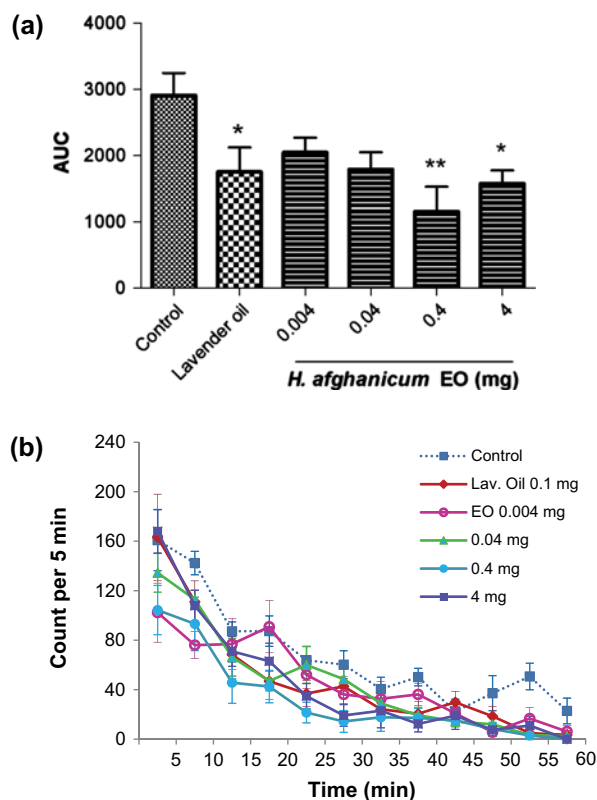 (a)
4000
3000
2000
1000
0
AUC
*
**
*
Control
Lavender oil
0.004
0.04
0.4
4
H. afghanicum EO (mg)
(b)
240
200
160
120
80
40
0
Count per 5 min
Control
Lav. Oil 0.1 mg
EO 0.004 mg
0.04 mg
0.4 mg
4 mg
5 10 15 20 25 30 35 40 45 50 55 60
Time (min)